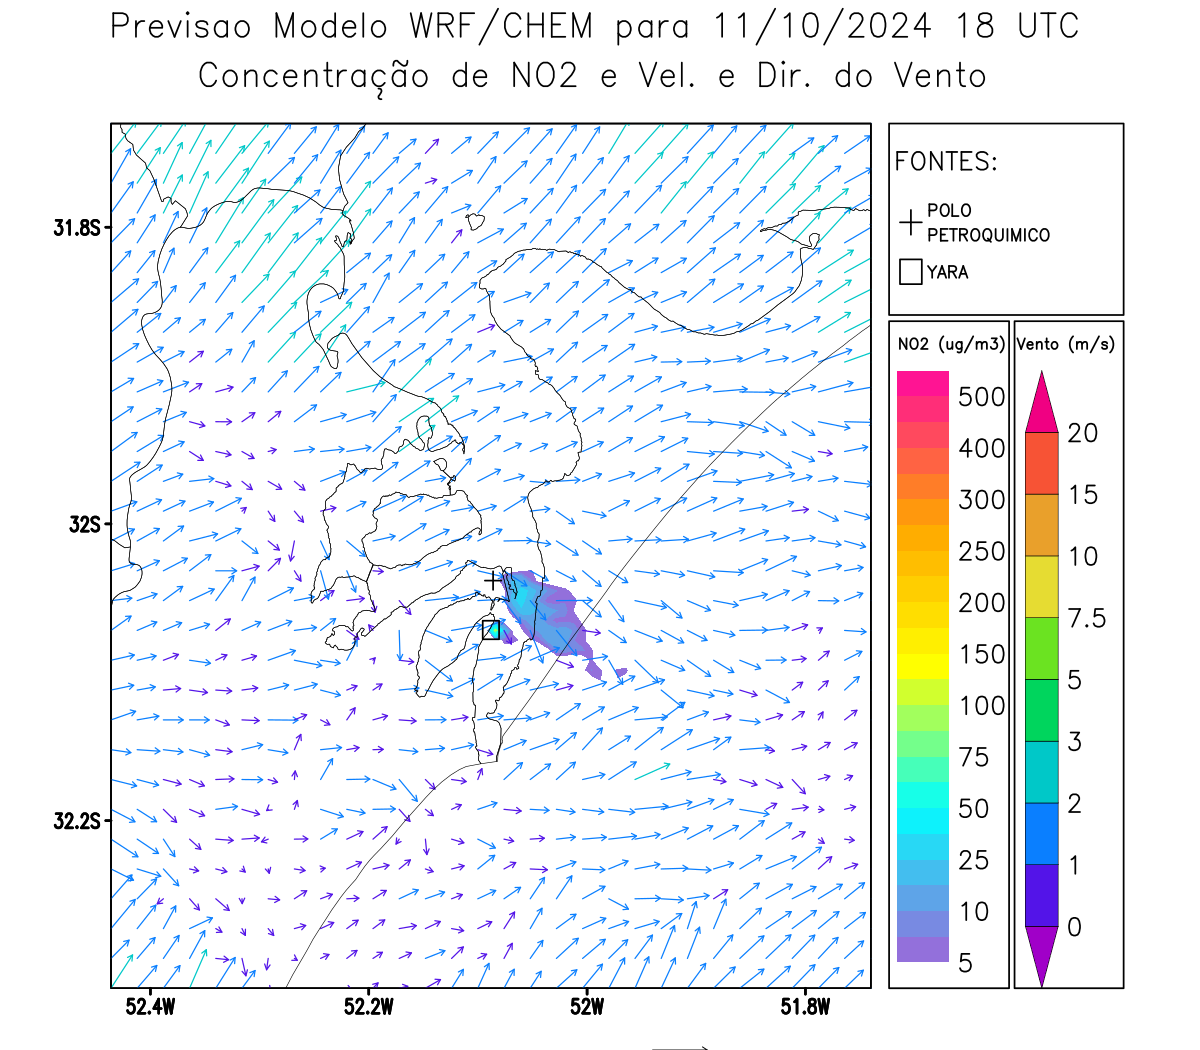 Previsao Modelo WRF/CHEM para 11/10/2024 18 UTC
Concentração de NO2 e Vel. e Dir. do Vento
FONTES:
POLO
PETROQUIMICO
YARA
NO2 (ug/m3)
500
400
300
250
200
150
100
75
50
25
10
5
Vento (m/s)
20
15
10
7.5
5
3
2
1
0
31.8S
32S
32.2S
52.4W
52.2W
52W
51.8W